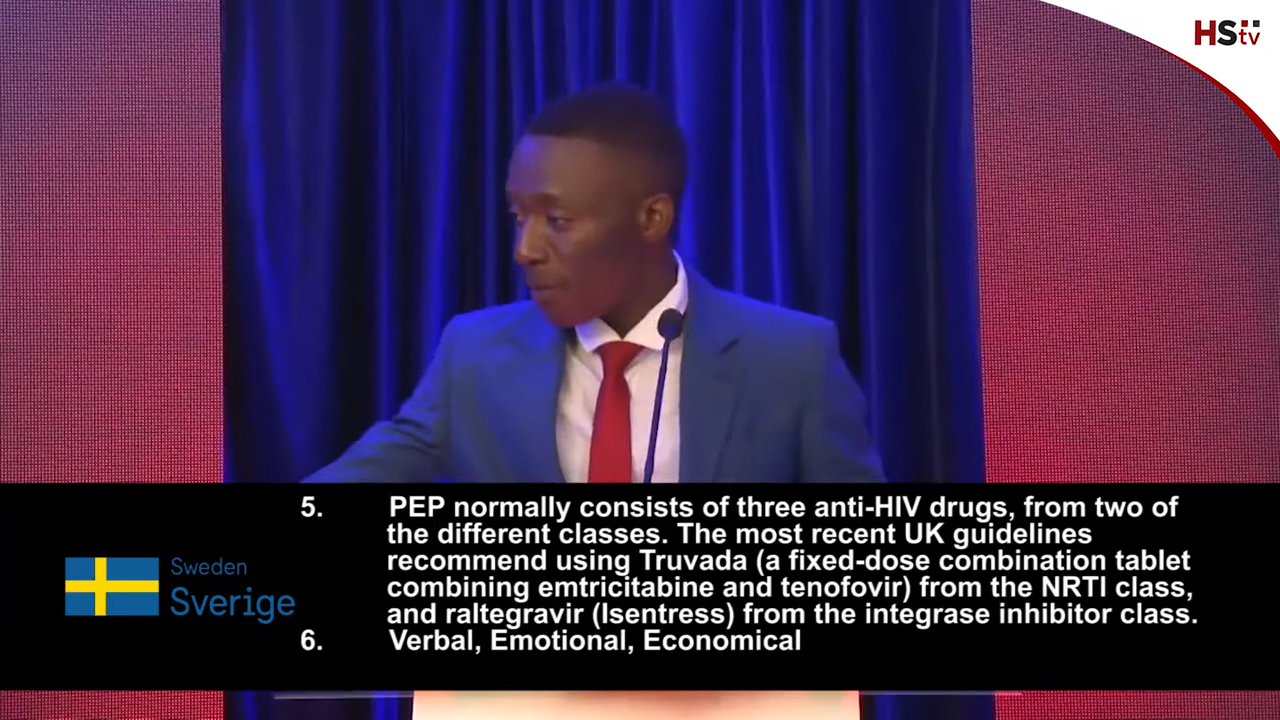 HStv
5. PEP normally consists of three anti-HIV drugs, from two of
the different classes. The most recent UK guidelines
recommend using Truvada (a fixed-dose combination tablet
combining emtricitabine and tenofovir) from the NRTI class,
and raltegravir (Isentress) from the integrase inhibitor class.
6. Verbal, Emotional, Economical
Sweden
Sverige